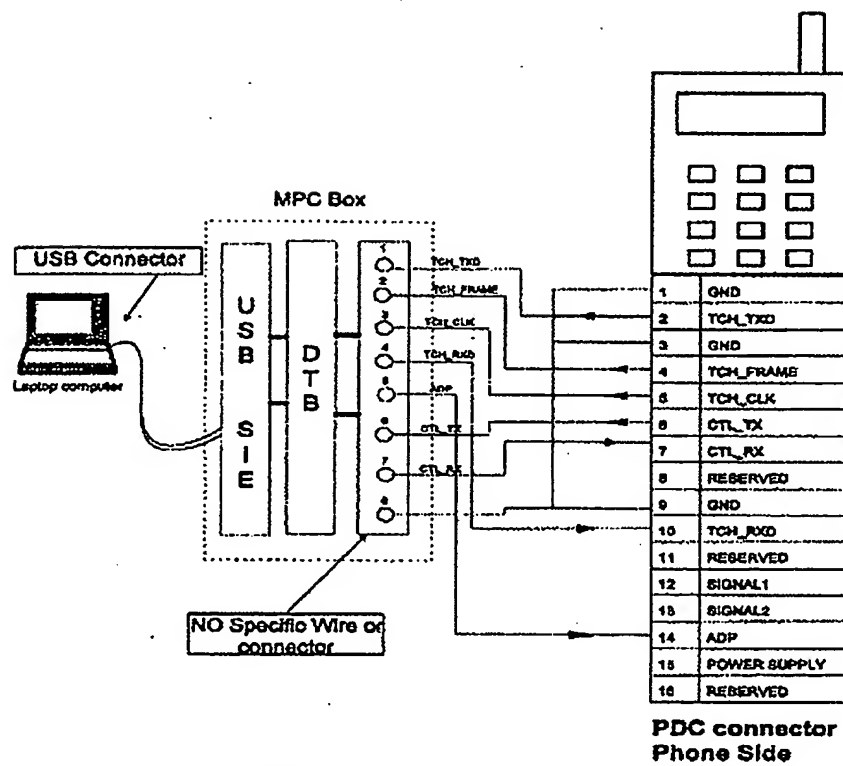 MPC Box
USB Connector
Laptop computer
USB SIE
DTB
1
2
3
4
5
6
7
8
TCH_TXD
TCH_FRAME
TCH_CLK
TCH_RXD
ADP
CTL_TX
CTL_RX
NO Specific Wire or
connector
1 GND
2 TCH_TXD
3 GND
4 TCH_FRAME
5 TCH_CLK
6 CTL_TX
7 CTL_RX
8 RESERVED
9 GND
10 TCH_RXD
11 RESERVED
12 SIGNAL1
13 SIGNAL2
14 ADP
15 POWER SUPPLY
16 RESERVED
PDC connector
Phone Side